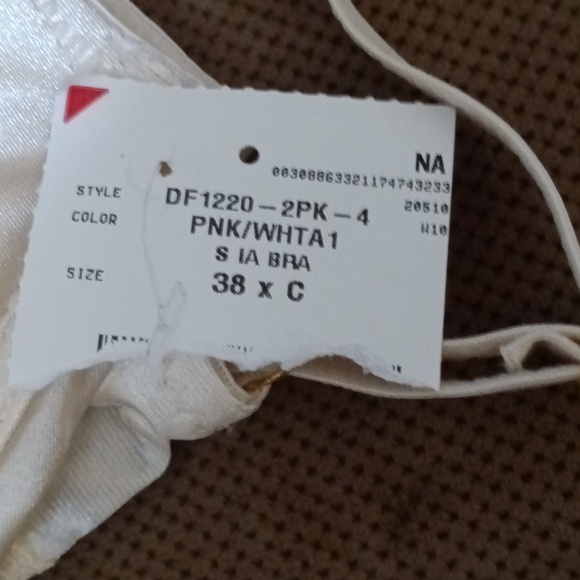 NA
00308863321174743233
STYLE DF1220-2PK-4 20510
COLOR PNK/WHTA1 W10
S IA BRA
SIZE 38 x C